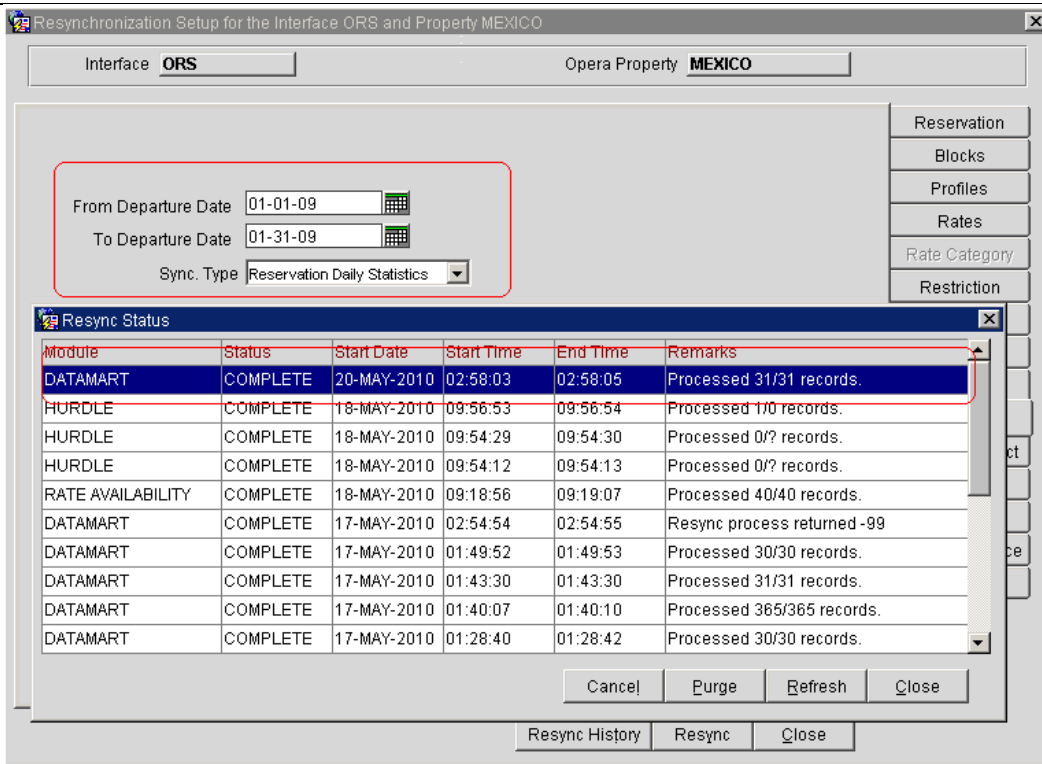 Resynchronization Setup for the Interface ORS and Property MEXICO
Interface ORS Opera Property MEXICO
Reservation
Blocks
Profiles
Rates
Rate Category
Restriction
From Departure Date 01-01-09
To Departure Date 01-31-09
Sync. Type Reservation Daily Statistics
Resync Status
Module Status Start Date Start Time End Time Remarks
DATAMART COMPLETE 20-MAY-2010 02:58:03 02:58:05 Processed 31/31 records.
HURDLE COMPLETE 18-MAY-2010 09:56:53 09:56:54 Processed 1/0 records.
HURDLE COMPLETE 18-MAY-2010 09:54:29 09:54:30 Processed 0/? records.
HURDLE COMPLETE 18-MAY-2010 09:54:12 09:54:13 Processed 0/? records.
RATE AVAILABILITY COMPLETE 18-MAY-2010 09:18:56 09:19:07 Processed 40/40 records.
DATAMART COMPLETE 17-MAY-2010 02:54:54 02:54:55 Resync process returned -99
DATAMART COMPLETE 17-MAY-2010 01:49:52 01:49:53 Processed 30/30 records.
DATAMART COMPLETE 17-MAY-2010 01:43:30 01:43:30 Processed 31/31 records.
DATAMART COMPLETE 17-MAY-2010 01:40:07 01:40:10 Processed 365/365 records.
DATAMART COMPLETE 17-MAY-2010 01:28:40 01:28:42 Processed 30/30 records.
Cancel Purge Refresh Close
ct
ce
Resync History Resync Close